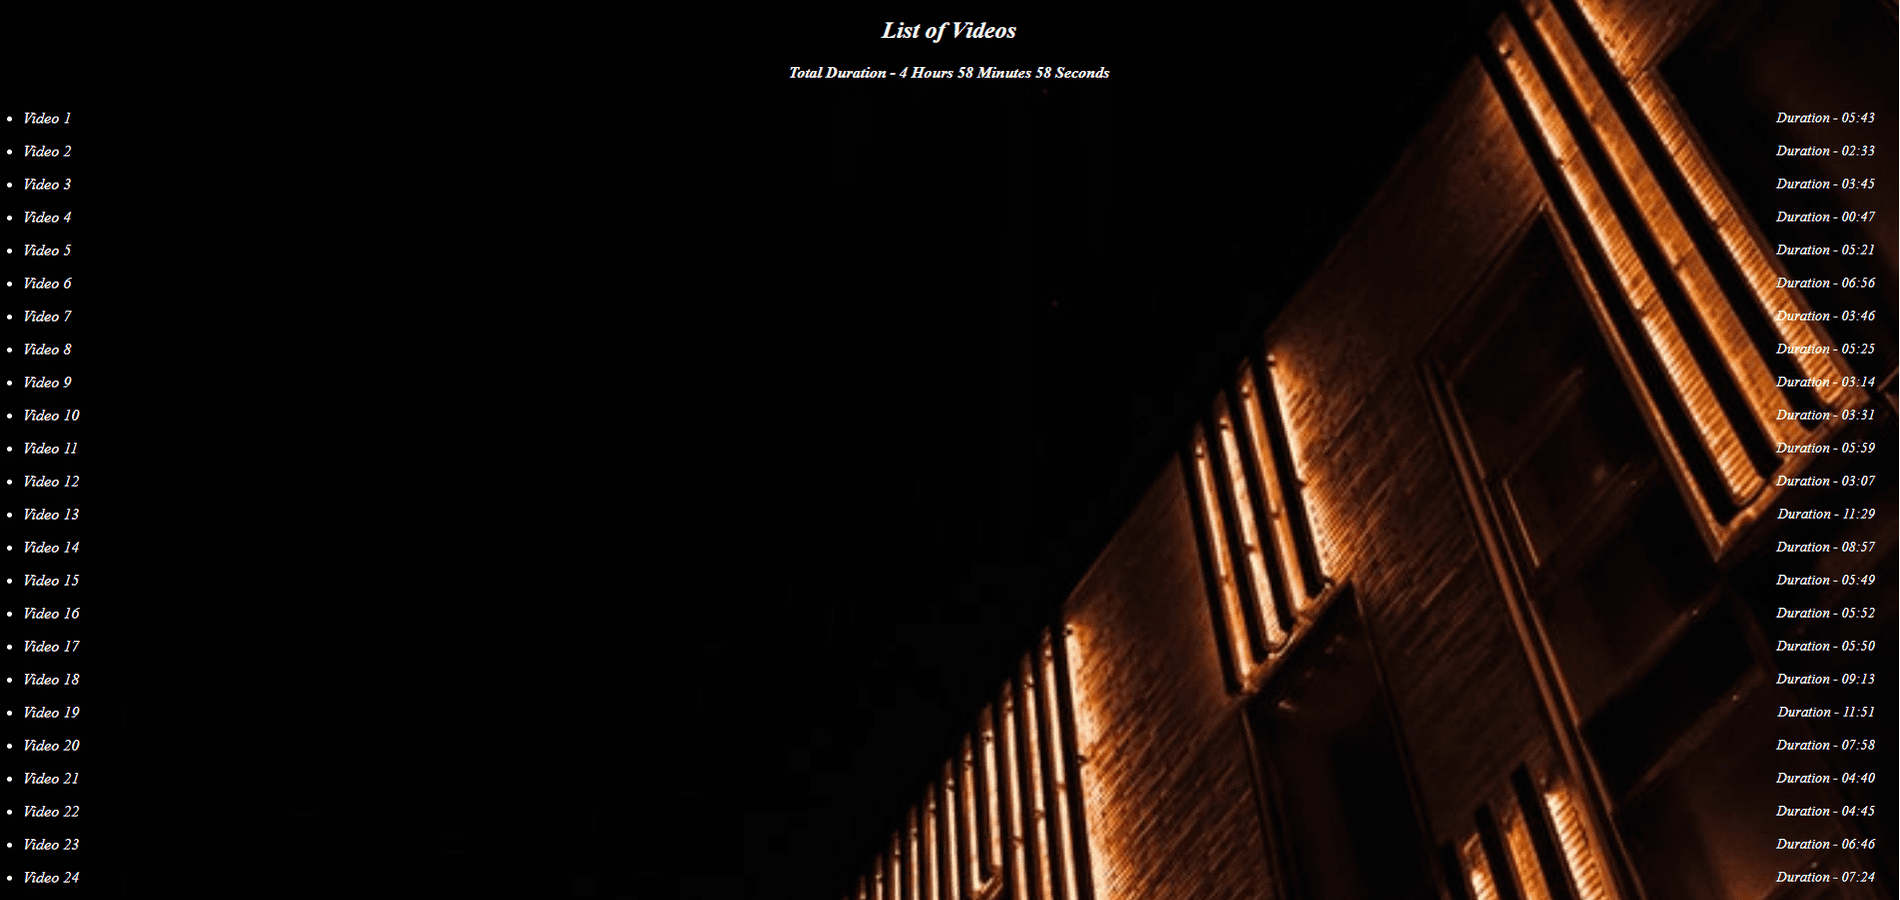 List of Videos
Total Duration - 4 Hours 58 Minutes 58 Seconds
Video 1 Duration - 05:43
Video 2 Duration - 02:33
Video 3 Duration - 03:45
Video 4 Duration - 00:47
Video 5 Duration - 05:21
Video 6 Duration - 06:56
Video 7 Duration - 03:46
Video 8 Duration - 05:25
Video 9 Duration - 03:14
Video 10 Duration - 03:31
Video 11 Duration - 05:59
Video 12 Duration - 03:07
Video 13 Duration - 11:29
Video 14 Duration - 08:57
Video 15 Duration - 05:49
Video 16 Duration - 05:52
Video 17 Duration - 05:50
Video 18 Duration - 09:13
Video 19 Duration - 11:51
Video 20 Duration - 07:58
Video 21 Duration - 04:40
Video 22 Duration - 04:45
Video 23 Duration - 06:46
Video 24 Duration - 07:24